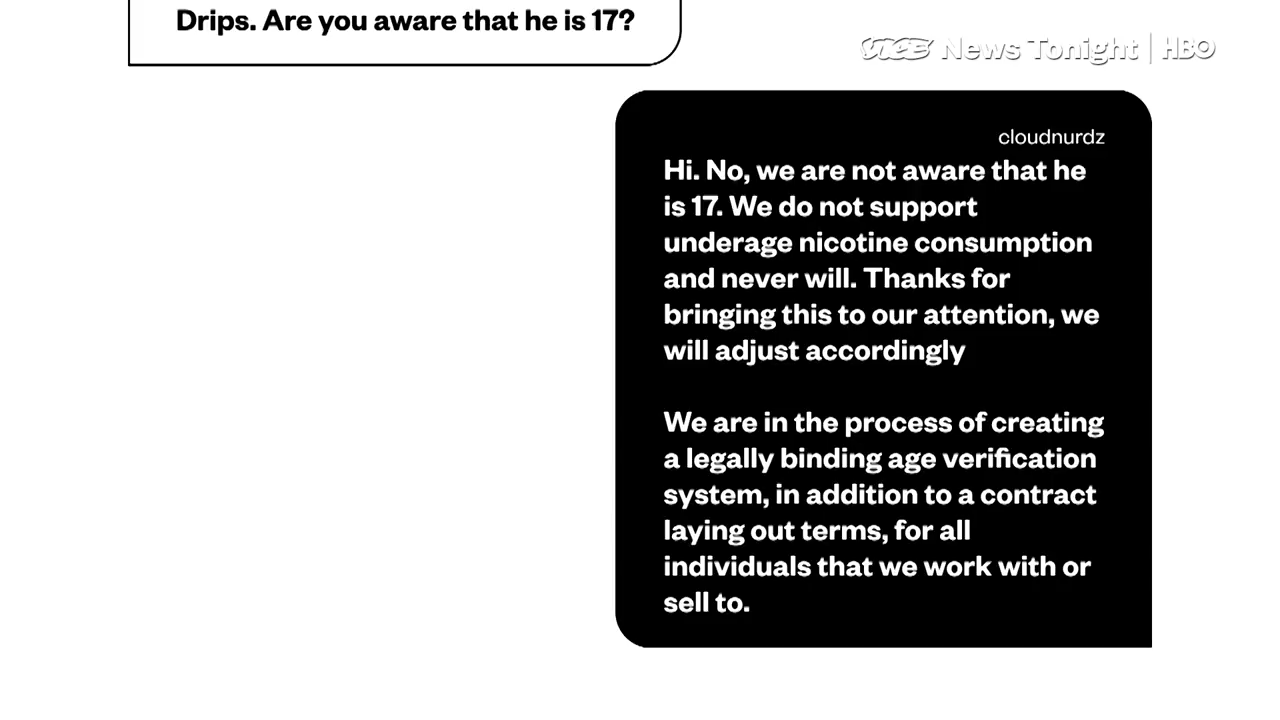 Drips. Are you aware that he is 17?
VICE News Tonight | HBO
cloudnurdz
Hi. No, we are not aware that he
is 17. We do not support
underage nicotine consumption
and never will. Thanks for
bringing this to our attention, we
will adjust accordingly
We are in the process of creating
a legally binding age verification
system, in addition to a contract
laying out terms, for all
individuals that we work with or
sell to.